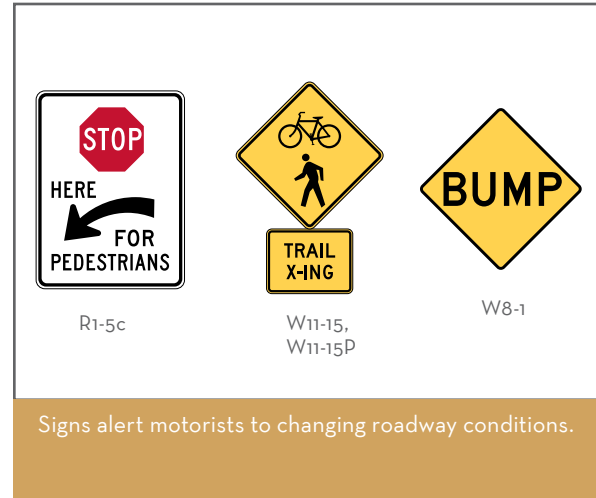 STOP
HERE
FOR
PEDESTRIANS
R1-5c
TRAIL
X-ING
W11-15,
W11-15P
BUMP
W8-1
Signs alert motorists to changing roadway conditions.